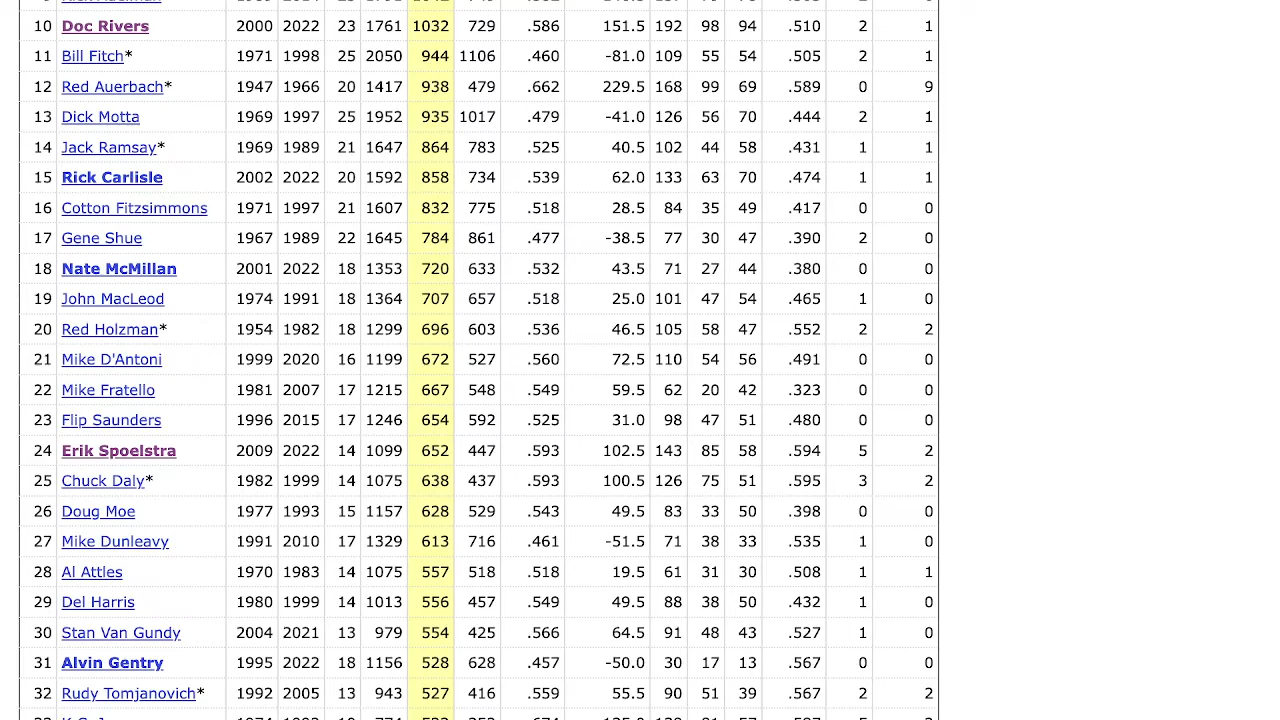 10 Doc Rivers 2000 2022 23 1761 1032 729 .586 151.5 192 98 94 .510 2 1
11 Bill Fitch* 1971 1998 25 2050 944 1106 .460 -81.0 109 55 54 .505 2 1
12 Red Auerbach* 1947 1966 20 1417 938 479 .662 229.5 168 99 69 .589 0 9
13 Dick Motta 1969 1997 25 1952 935 1017 .479 -41.0 126 56 70 .444 2 1
14 Jack Ramsay* 1969 1989 21 1647 864 783 .525 40.5 102 44 58 .431 1 1
15 Rick Carlisle 2002 2022 20 1592 858 734 .539 62.0 133 63 70 .474 1 1
16 Cotton Fitzsimmons 1971 1997 21 1607 832 775 .518 28.5 84 35 49 .417 0 0
17 Gene Shue 1967 1989 22 1645 784 861 .477 -38.5 77 30 47 .390 2 0
18 Nate McMillan 2001 2022 18 1353 720 633 .532 43.5 71 27 44 .380 0 0
19 John MacLeod 1974 1991 18 1364 707 657 .518 25.0 101 47 54 .465 1 0
20 Red Holzman* 1954 1982 18 1299 696 603 .536 46.5 105 58 47 .552 2 2
21 Mike D'Antoni 1999 2020 16 1199 672 527 .560 72.5 110 54 56 .491 0 0
22 Mike Fratello 1981 2007 17 1215 667 548 .549 59.5 62 20 42 .323 0 0
23 Flip Saunders 1996 2015 17 1246 654 592 .525 31.0 98 47 51 .480 0 0
24 Erik Spoelstra 2009 2022 14 1099 652 447 .593 102.5 143 85 58 .594 5 2
25 Chuck Daly* 1982 1999 14 1075 638 437 .593 100.5 126 75 51 .595 3 2
26 Doug Moe 1977 1993 15 1157 628 529 .543 49.5 83 33 50 .398 0 0
27 Mike Dunleavy 1991 2010 17 1329 613 716 .461 -51.5 71 38 33 .535 1 0
28 Al Attles 1970 1983 14 1075 557 518 .518 19.5 61 31 30 .508 1 1
29 Del Harris 1980 1999 14 1013 556 457 .549 49.5 88 38 50 .432 1 0
30 Stan Van Gundy 2004 2021 13 979 554 425 .566 64.5 91 48 43 .527 1 0
31 Alvin Gentry 1995 2022 18 1156 528 628 .457 -50.0 30 17 13 .567 0 0
32 Rudy Tomjanovich* 1992 2005 13 943 527 416 .559 55.5 90 51 39 .567 2 2